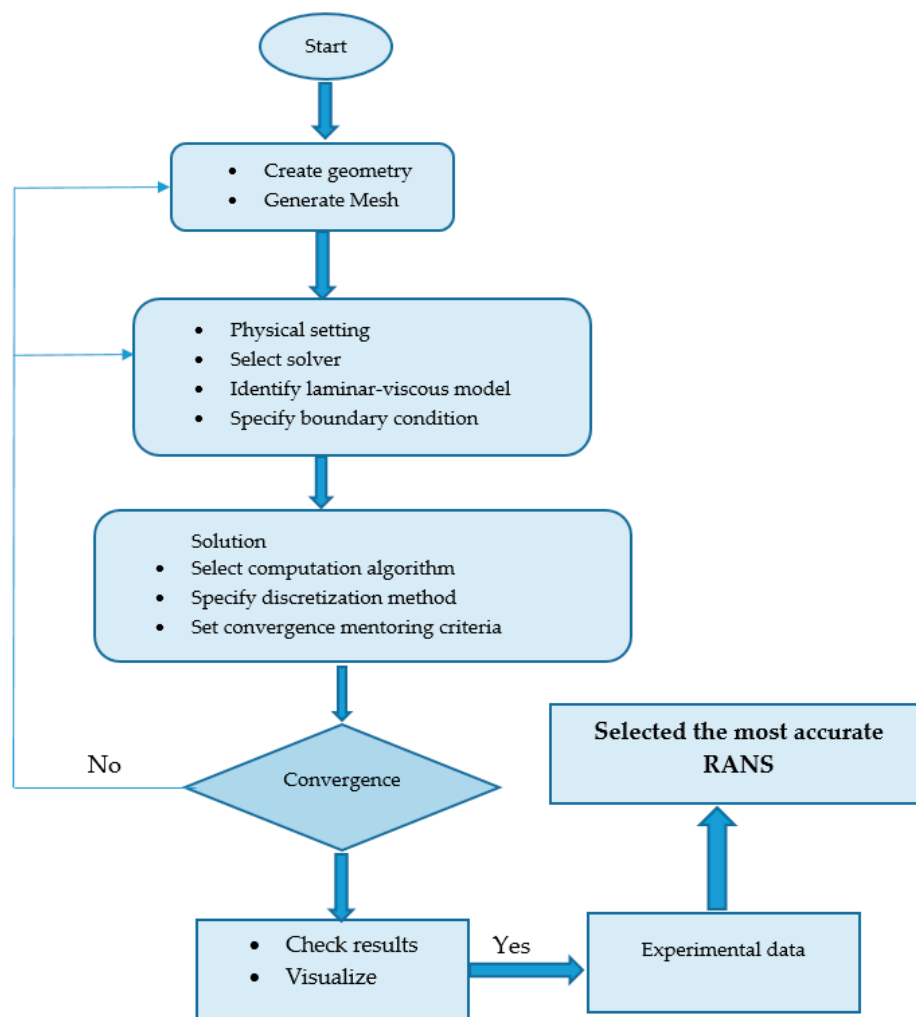 Start
• Create geometry
• Generate Mesh
• Physical setting
• Select solver
• Identify laminar-viscous model
• Specify boundary condition
Solution
• Select computation algorithm
• Specify discretization method
• Set convergence mentoring criteria
No
Convergence
Selected the most accurate
RANS
• Check results
• Visualize
Yes
Experimental data